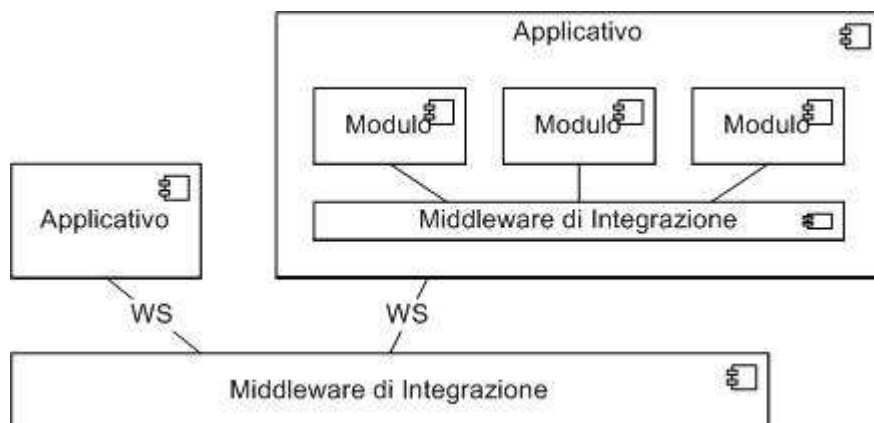 Applicativo
Modulo
Modulo
Modulo
Middleware di Integrazione
Applicativo
WS
WS
Middleware di Integrazione